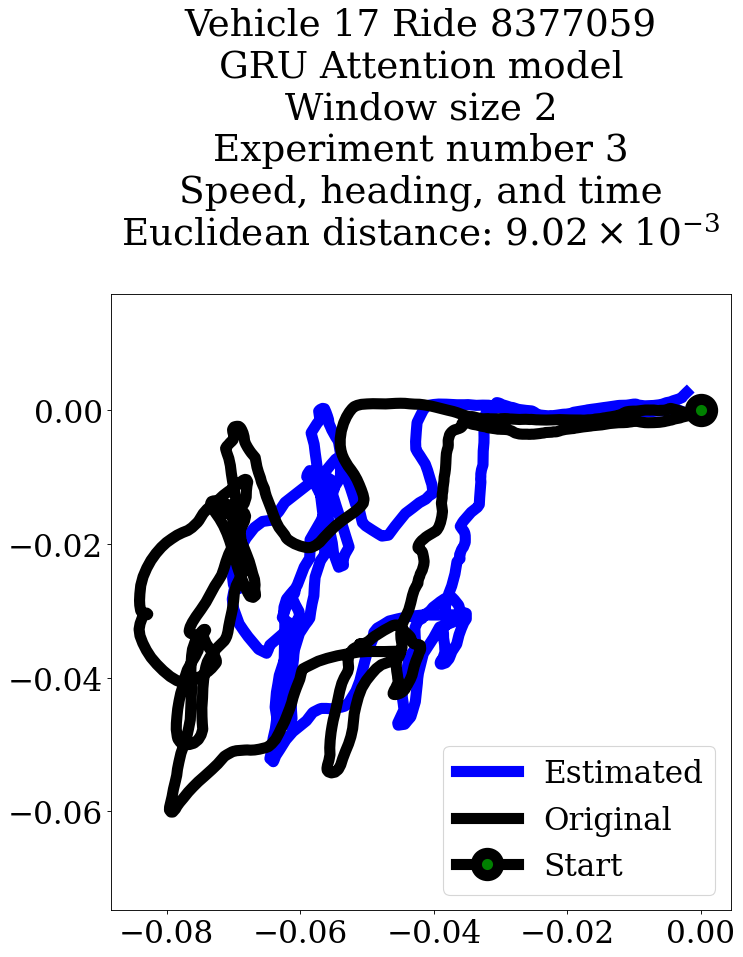 Vehicle 17 Ride 8377059
GRU Attention model
Window size 2
Experiment number 3
Speed, heading, and time
Euclidean distance: 9.02 × 10⁻³
0.00
−0.02
−0.04
−0.06
Estimated
Original
Start
−0.08 −0.06 −0.04 −0.02 0.00